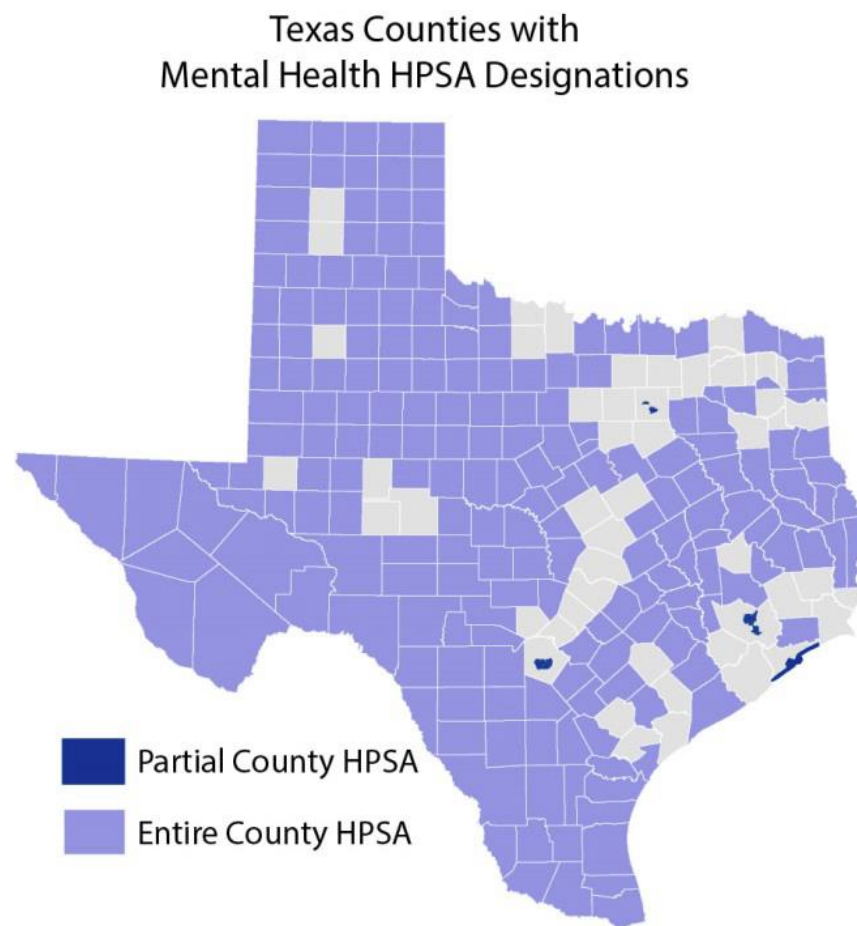 Texas Counties with
Mental Health HPSA Designations
Partial County HPSA
Entire County HPSA